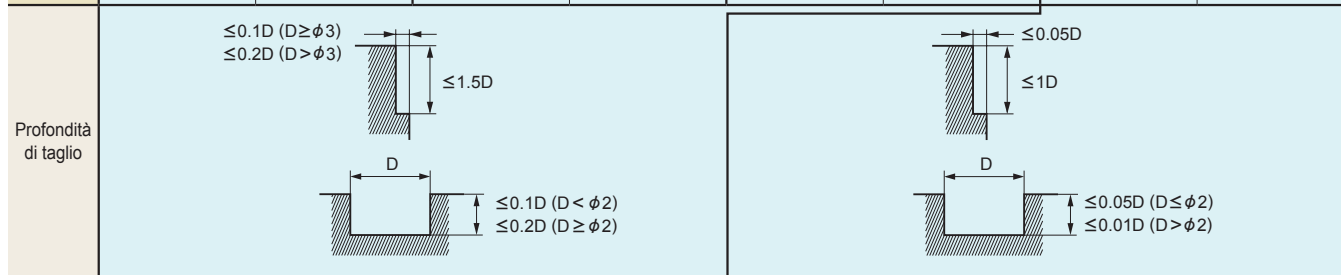 Profondità
di taglio
≤0.1D (D≥ϕ3)
≤0.2D (D>ϕ3)
≤1.5D
D
≤0.1D (D<ϕ2)
≤0.2D (D≥ϕ2)
≤0.05D
≤1D
D
≤0.05D (D≤ϕ2)
≤0.01D (D>ϕ2)